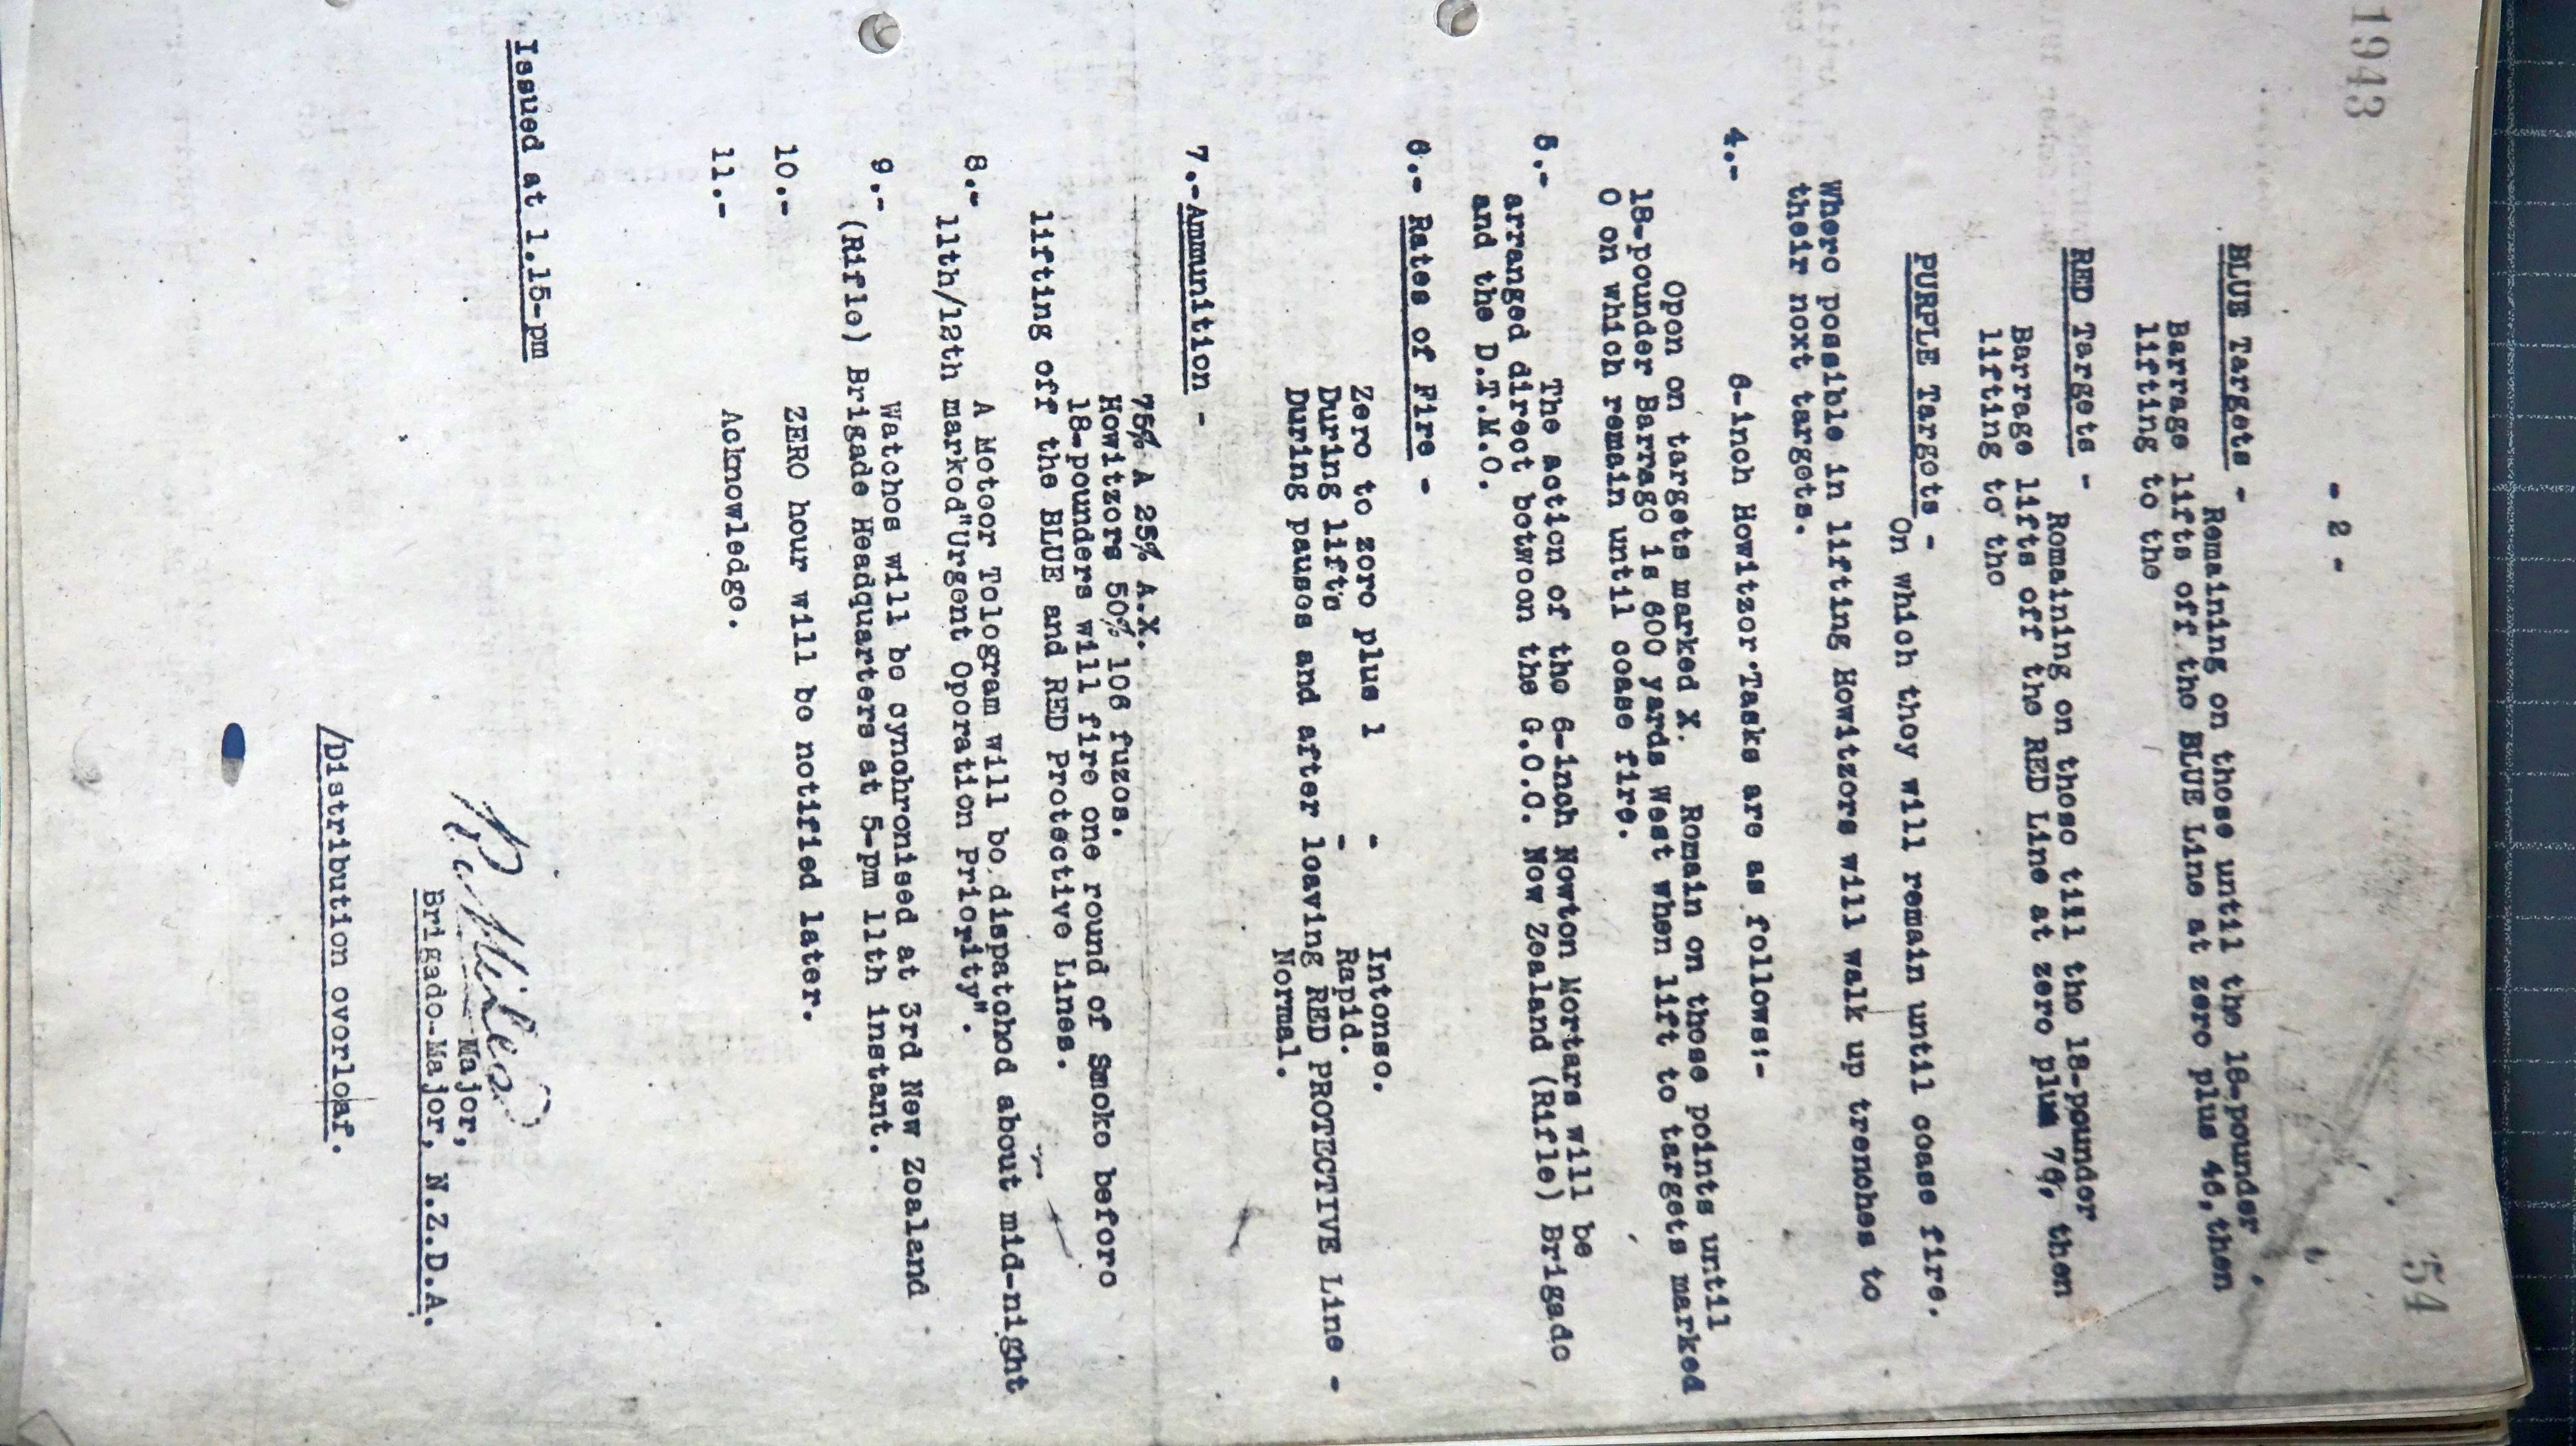 1943
54
- 2 -
BLUE Targets - Remaining on those until the 18-pounder
Barrage lifts off the BLUE Line at zero plus 46, then
lifting to the
RED Targets - Remaining on those till the 18-pounder
Barrage lifts off the RED Line at zero plus 76, then
lifting to the
PURPLE Targets - On which they will remain until cease fire.
Where possible in lifting Howitzers will walk up trenches to
their next targets.
4.- 6-inch Howitzer Tasks are as follows:-
Open on targets marked X. Remain on those points until
18-pounder Barrage is 600 yards West when lift to targets marked
O on which remain until cease fire.
5.- The action of the 6-inch Newton Mortars will be
arranged direct between the G.O.C. New Zealand (Rifle) Brigade
and the D.T.M.O.
6.- Rates of Fire -
Zero to zero plus 1 - Intense.
During lifts - Rapid.
During pauses and after leaving RED PROTECTIVE Line - Normal.
7.- Ammunition -
75% A 25% A.X.
Howitzers 50% 106 fuzes.
18-pounders will fire one round of Smoke before
lifting off the BLUE and RED Protective Lines.
8.- A Motoor Telegram will be dispatched about mid-night
11th/12th marked "Urgent Operation Priority".
9.- Watches will be synchronised at 3rd New Zealand
(Rifle) Brigade Headquarters at 5-pm 11th instant.
10.- ZERO hour will be notified later.
11.- Acknowledge.
Issued at 1.15-pm
R. Miles
Major,
Brigade-Major, N.Z.D.A.
/Distribution overleaf.